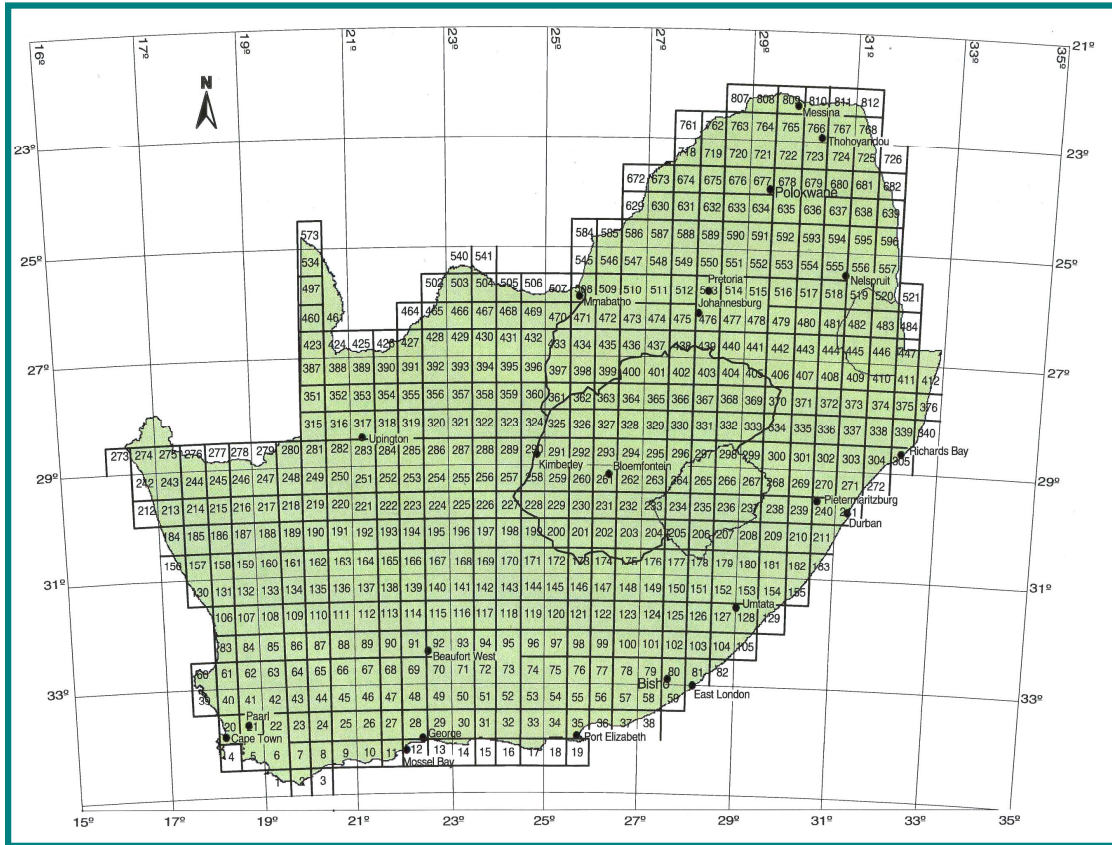 16º 17º 19º 21º 23º 25º 27º 29º 31º 33º 35º 21º
N
807 808 809 810 811 812
Messina
761 762 763 764 765 766 767 768
Thohoyandou
23º 23º
718 719 720 721 722 723 724 725 726
672 673 674 675 676 677 678 679 680 681 682
Polokwane
629 630 631 632 633 634 635 636 637 638 639
573 584 585 586 587 588 589 590 591 592 593 594 595 596
25º 534 540 541 545 546 547 548 549 550 551 552 553 554 555 556 557 25º
Pretoria Nelspruit
497 502 503 504 505 506 507 508 509 510 511 512 513 514 515 516 517 518 519 520 521
Mmabatho Johannesburg
460 461 464 465 466 467 468 469 470 471 472 473 474 475 476 477 478 479 480 481 482 483 484
423 424 425 426 427 428 429 430 431 432 433 434 435 436 437 438 439 440 441 442 443 444 445 446 447
27º 387 388 389 390 391 392 393 394 395 396 397 398 399 400 401 402 403 404 405 406 407 408 409 410 411 412 27º
351 352 353 354 355 356 357 358 359 360 361 362 363 364 365 366 367 368 369 370 371 372 373 374 375 376
315 316 317 318 319 320 321 322 323 324 325 326 327 328 329 330 331 332 333 334 335 336 337 338 339 340
Upington Richards Bay
273 274 275 276 277 278 279 280 281 282 283 284 285 286 287 288 289 290 291 292 293 294 295 296 297 298 299 300 301 302 303 304 305
Kimberley Bloemfontein
29º 242 243 244 245 246 247 248 249 250 251 252 253 254 255 256 257 258 259 260 261 262 263 264 265 266 267 268 269 270 271 272 29º
Pietermaritzburg
212 213 214 215 216 217 218 219 220 221 222 223 224 225 226 227 228 229 230 231 232 233 234 235 236 237 238 239 240 241
Durban
184 185 186 187 188 189 190 191 192 193 194 195 196 197 198 199 200 201 202 203 204 205 206 207 208 209 210 211
156 157 158 159 160 161 162 163 164 165 166 167 168 169 170 171 172 173 174 175 176 177 178 179 180 181 182 183
31º 130 131 132 133 134 135 136 137 138 139 140 141 142 143 144 145 146 147 148 149 150 151 152 153 154 155 31º
Umtata
106 107 108 109 110 111 112 113 114 115 116 117 118 119 120 121 122 123 124 125 126 127 128 129
83 84 85 86 87 88 89 90 91 92 93 94 95 96 97 98 99 100 101 102 103 104 105
Beaufort West
60 61 62 63 64 65 66 67 68 69 70 71 72 73 74 75 76 77 78 79 80 81 82
Bisho East London
33º 39 40 41 42 43 44 45 46 47 48 49 50 51 52 53 54 55 56 57 58 59 33º
Paarl
20 21 22 23 24 25 26 27 28 29 30 31 32 33 34 35 36 37 38
Cape Town George Port Elizabeth
4 5 6 7 8 9 10 11 12 13 14 15 16 18 19
Mossel Bay
1 2 3
15º 17º 19º 21º 23º 25º 27º 29º 31º 33º 35º